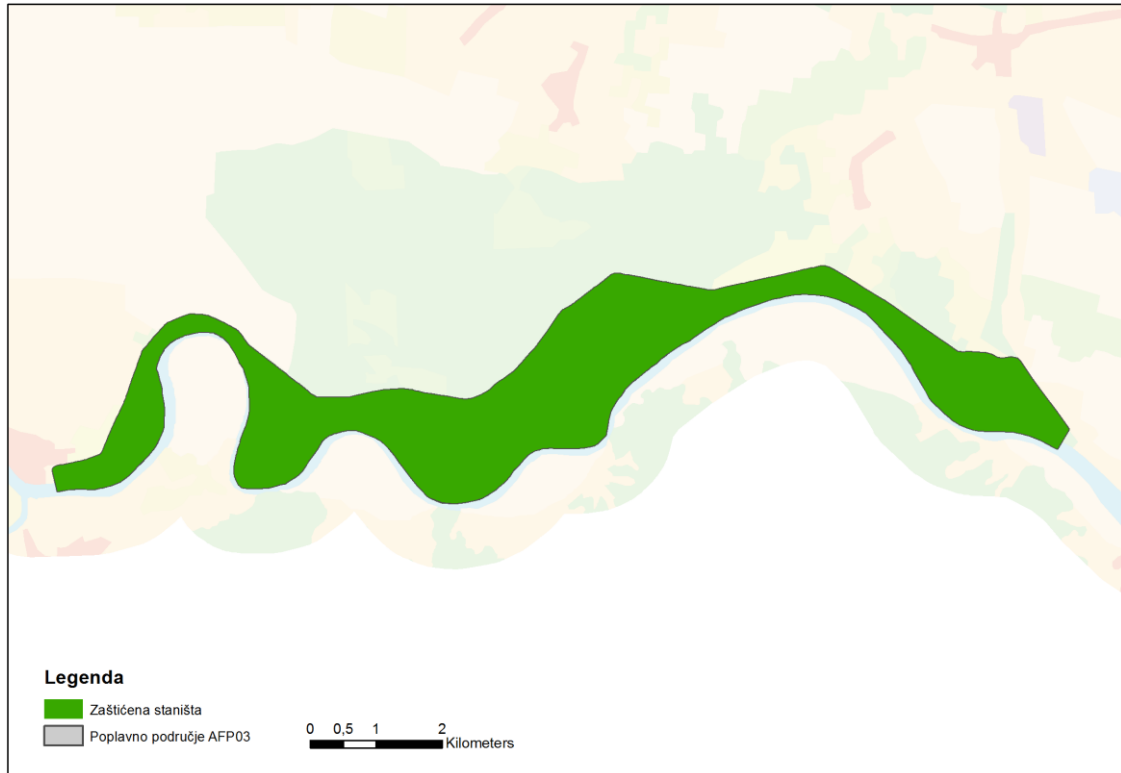 Legenda
Zaštićena staništa
Poplavno područje AFP03
0 0,5 1 2
Kilometers